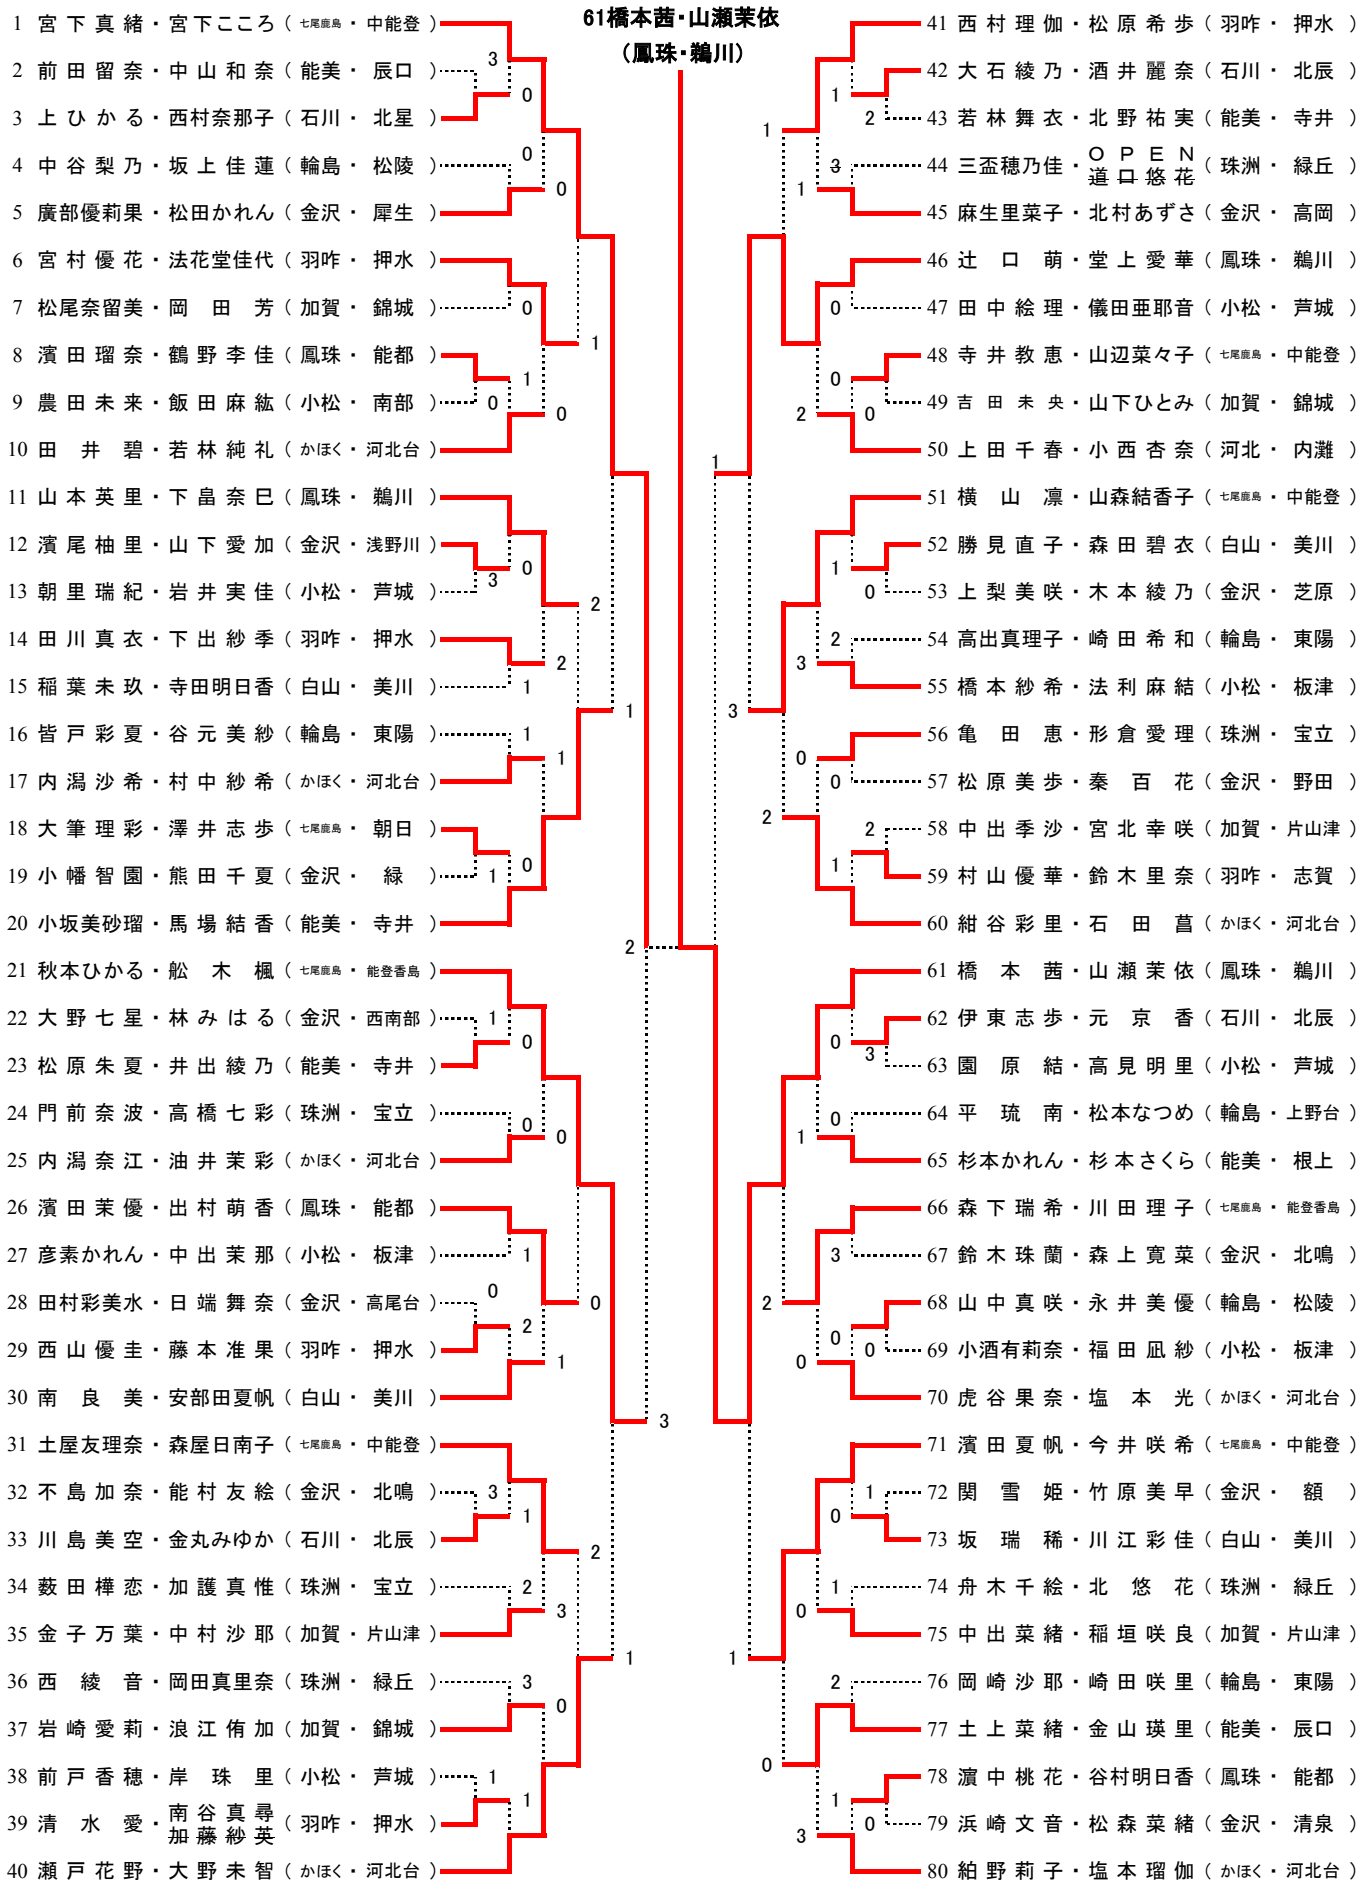 61橋本茜・山瀬茉依
(鳳珠・鵜川)
1 宮下真緒・宮下こころ (七尾鹿島・中能登)
2 前田留奈・中山和奈 (能美・辰口)
3 上ひかる・西村奈那子 (石川・北星)
4 中谷梨乃・坂上佳蓮 (輪島・松陵)
5 廣部優莉果・松田かれん (金沢・犀生)
6 宮村優花・法花堂佳代 (羽咋・押水)
7 松尾奈留美・岡田芳 (加賀・錦城)
8 濱田瑠奈・鶴野李佳 (鳳珠・能都)
9 農田未来・飯田麻紘 (小松・南部)
10 田井碧・若林純礼 (かほく・河北台)
11 山本英里・下畠奈巳 (鳳珠・鵜川)
12 濱尾柚里・山下愛加 (金沢・浅野川)
13 朝里瑞紀・岩井実佳 (小松・芦城)
14 田川真衣・下出紗季 (羽咋・押水)
15 稲葉未玖・寺田明日香 (白山・美川)
16 皆戸彩夏・谷元美紗 (輪島・東陽)
17 内潟沙希・村中紗希 (かほく・河北台)
18 大筆理彩・澤井志歩 (七尾鹿島・朝日)
19 小幡智園・熊田千夏 (金沢・緑)
20 小坂美砂瑠・馬場結香 (能美・寺井)
21 秋本ひかる・舩木楓 (七尾鹿島・能登香島)
22 大野七星・林みはる (金沢・西南部)
23 松原朱夏・井出綾乃 (能美・寺井)
24 門前奈波・高橋七彩 (珠洲・宝立)
25 内潟奈江・油井茉彩 (かほく・河北台)
26 濱田茉優・出村萌香 (鳳珠・能都)
27 彦素かれん・中出茉那 (小松・板津)
28 田村彩美水・日端舞奈 (金沢・高尾台)
29 西山優圭・藤本准果 (羽咋・押水)
30 南良美・安部田夏帆 (白山・美川)
31 土屋友理奈・森屋日南子 (七尾鹿島・中能登)
32 不島加奈・能村友絵 (金沢・北鳴)
33 川島美空・金丸みゆか (石川・北辰)
34 薮田樺恋・加護真惟 (珠洲・宝立)
35 金子万葉・中村沙耶 (加賀・片山津)
36 西綾音・岡田真里奈 (珠洲・緑丘)
37 岩崎愛莉・浪江侑加 (加賀・錦城)
38 前戸香穂・岸珠里 (小松・芦城)
39 清水愛・南谷真尋 加藤紗英 (羽咋・押水)
40 瀬戸花野・大野未智 (かほく・河北台)
41 西村理伽・松原希歩 (羽咋・押水)
42 大石綾乃・酒井麗奈 (石川・北辰)
43 若林舞衣・北野祐実 (能美・寺井)
44 三盃穂乃佳・OPEN 道口悠花 (珠洲・緑丘)
45 麻生里菜子・北村あずさ (金沢・高岡)
46 辻口萌・堂上愛華 (鳳珠・鵜川)
47 田中絵理・儀田亜耶音 (小松・芦城)
48 寺井教恵・山辺菜々子 (七尾鹿島・中能登)
49 吉田未央・山下ひとみ (加賀・錦城)
50 上田千春・小西杏奈 (河北・内灘)
51 横山凛・山森結香子 (七尾鹿島・中能登)
52 勝見直子・森田碧衣 (白山・美川)
53 上梨美咲・木本綾乃 (金沢・芝原)
54 高出真理子・崎田希和 (輪島・東陽)
55 橋本紗希・法利麻結 (小松・板津)
56 亀田恵・形倉愛理 (珠洲・宝立)
57 松原美歩・秦百花 (金沢・野田)
58 中出季沙・宮北幸咲 (加賀・片山津)
59 村山優華・鈴木里奈 (羽咋・志賀)
60 紺谷彩里・石田菖 (かほく・河北台)
61 橋本茜・山瀬茉依 (鳳珠・鵜川)
62 伊東志歩・元京香 (石川・北辰)
63 園原結・高見明里 (小松・芦城)
64 平琉南・松本なつめ (輪島・上野台)
65 杉本かれん・杉本さくら (能美・根上)
66 森下瑞希・川田理子 (七尾鹿島・能登香島)
67 鈴木珠蘭・森上寛菜 (金沢・北鳴)
68 山中真咲・永井美優 (輪島・松陵)
69 小酒有莉奈・福田凪紗 (小松・板津)
70 虎谷果奈・塩本光 (かほく・河北台)
71 濱田夏帆・今井咲希 (七尾鹿島・中能登)
72 関雪姫・竹原美早 (金沢・額)
73 坂瑞稀・川江彩佳 (白山・美川)
74 舟木千絵・北悠花 (珠洲・緑丘)
75 中出菜緒・稲垣咲良 (加賀・片山津)
76 岡崎沙耶・崎田咲里 (輪島・東陽)
77 土上菜緒・金山瑛里 (能美・辰口)
78 濵中桃花・谷村明日香 (鳳珠・能都)
79 浜崎文音・松森菜緒 (金沢・清泉)
80 紺野莉子・塩本瑠伽 (かほく・河北台)